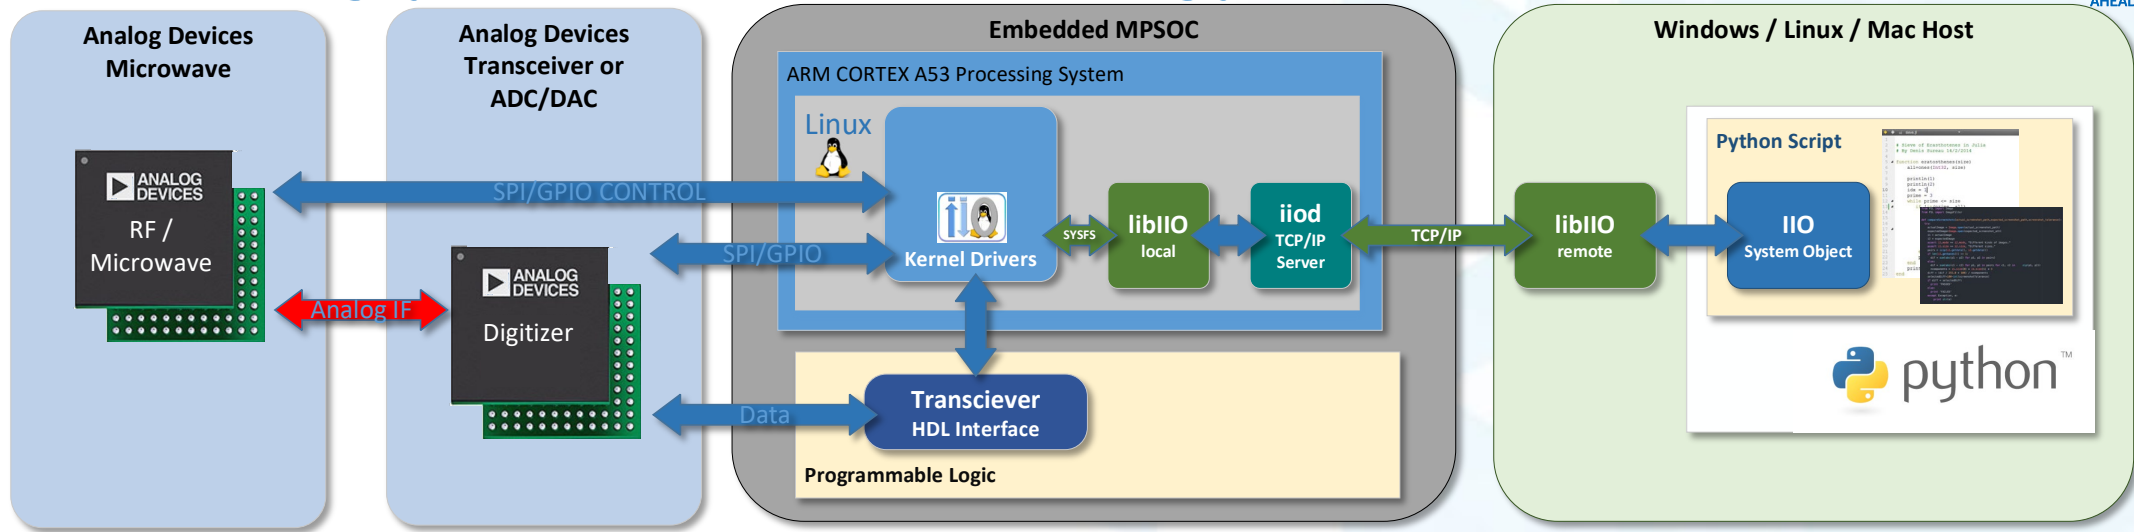 AHEAD
Analog Devices
Microwave
ANALOG
DEVICES
RF /
Microwave
Analog Devices
Transceiver or
ADC/DAC
ANALOG
DEVICES
Digitizer
SPI/GPIO CONTROL
SPI/GPIO
Analog IF
Data
Embedded MPSOC
ARM CORTEX A53 Processing System
Linux
Kernel Drivers
SYSFS
libIIO
local
iiod
TCP/IP
Server
TCP/IP
Transciever
HDL Interface
Programmable Logic
Windows / Linux / Mac Host
libIIO
remote
Python Script
IIO
System Object
python™